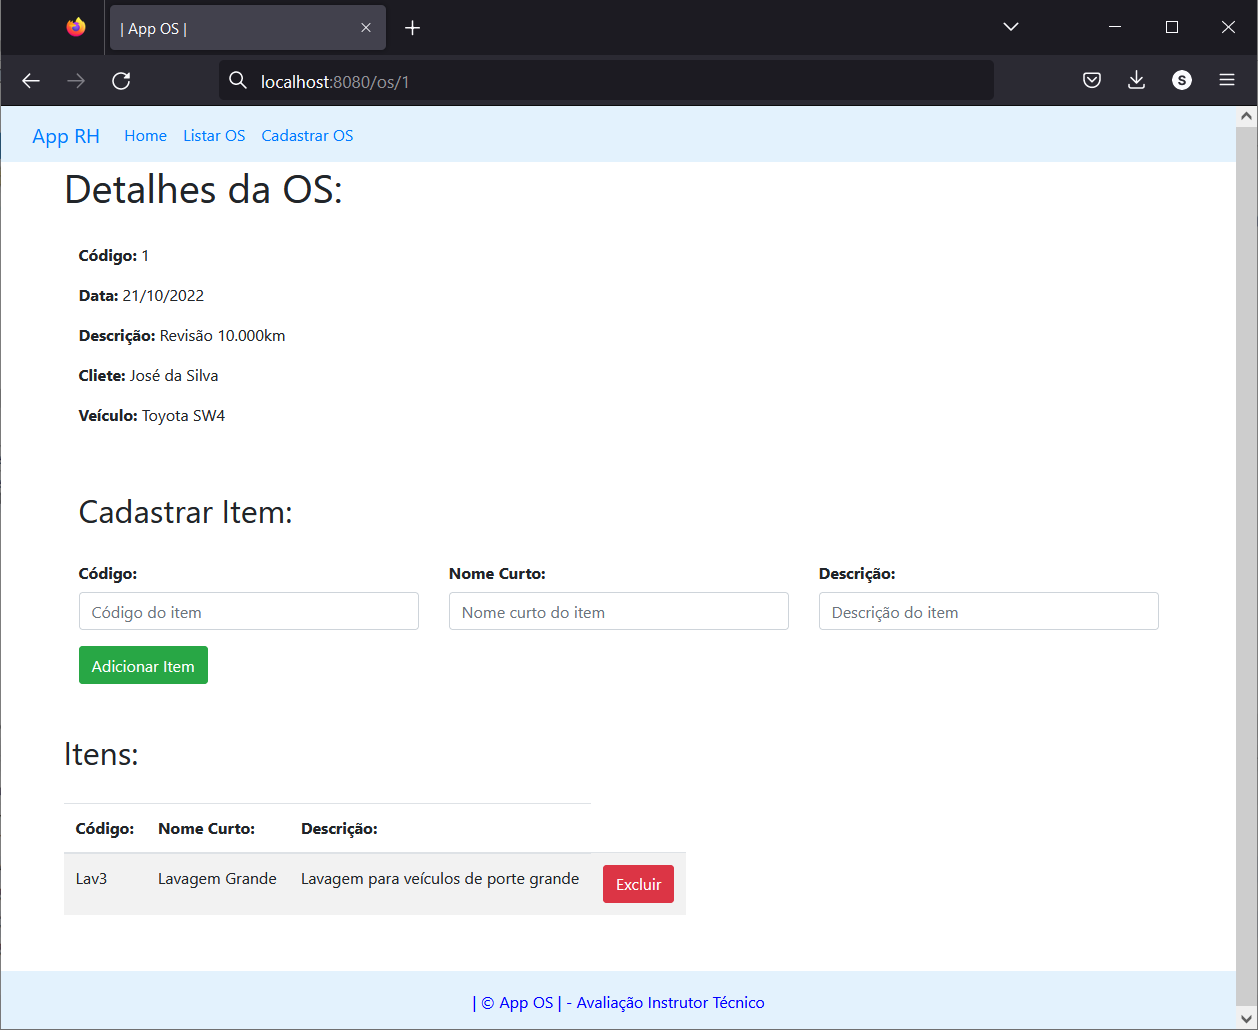 | App OS |
localhost:8080/os/1
S
App RH Home Listar OS Cadastrar OS
Detalhes da OS:
Código: 1
Data: 21/10/2022
Descrição: Revisão 10.000km
Cliete: José da Silva
Veículo: Toyota SW4
Cadastrar Item:
Código: Nome Curto: Descrição:
Código do item Nome curto do item Descrição do item
Adicionar Item
Itens:
Código: Nome Curto: Descrição:
Lav3 Lavagem Grande Lavagem para veículos de porte grande Excluir
| © App OS | - Avaliação Instrutor Técnico